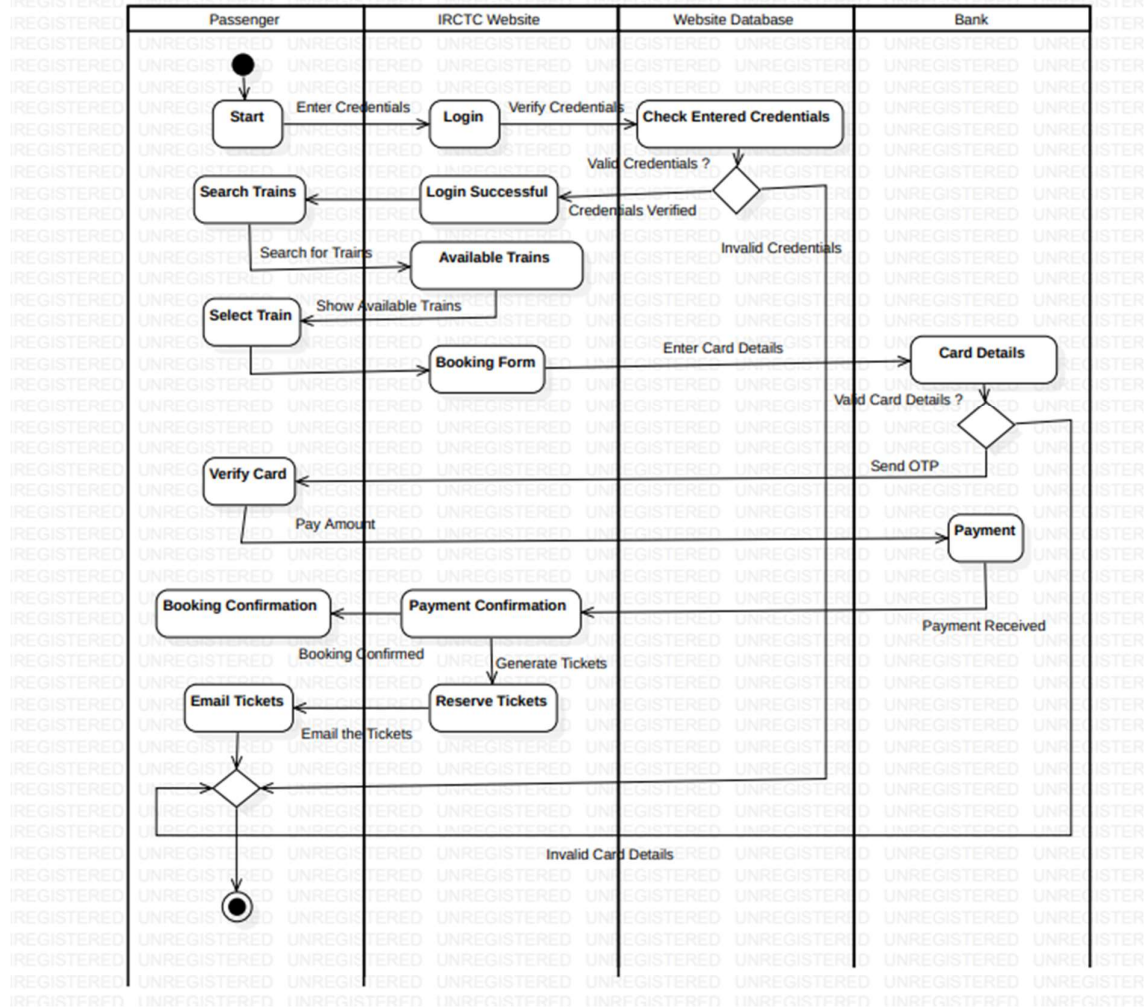 Passenger
IRCTC Website
Website Database
Bank
Start
Enter Credentials
Login
Verify Credentials
Check Entered Credentials
Valid Credentials ?
Search Trains
Login Successful
Credentials Verified
Invalid Credentials
Search for Trains
Available Trains
Show Available Trains
Select Train
Booking Form
Enter Card Details
Card Details
Valid Card Details ?
Send OTP
Verify Card
Pay Amount
Payment
Booking Confirmation
Payment Confirmation
Payment Received
Booking Confirmed
Generate Tickets
Email Tickets
Reserve Tickets
Email the Tickets
Invalid Card Details
UNREGISTERED